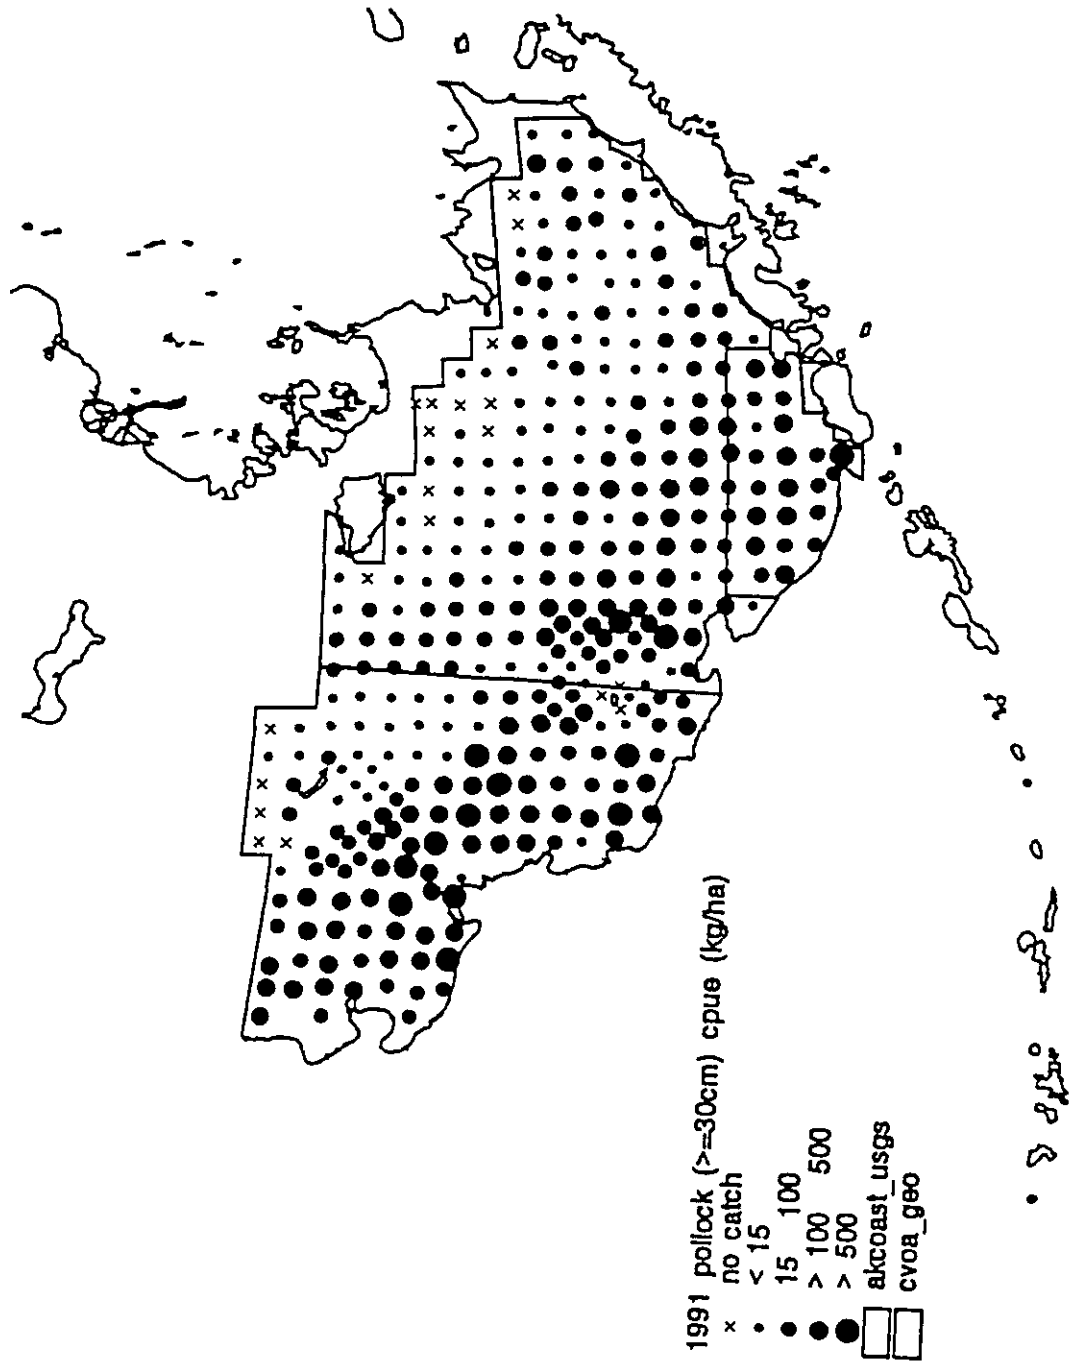 1991 pollock (>=30cm) cpue (kg/ha)
× no catch
< 15
15 100
> 100 500
> 500
akcoast_usgs
cvoa_geo